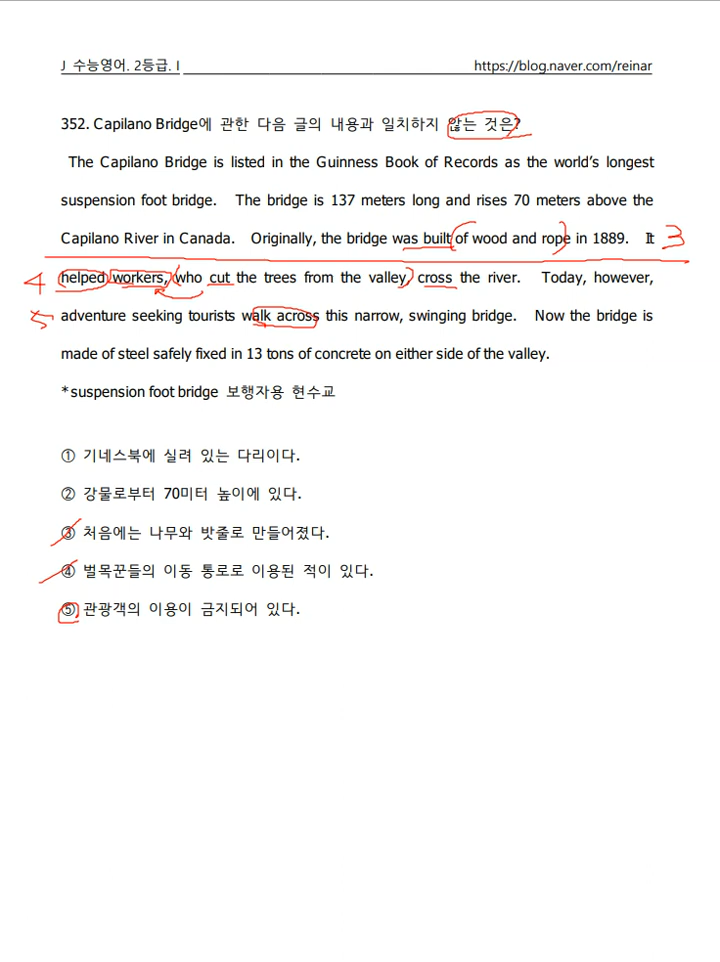 J 수능영어. 2등급. I https://blog.naver.com/reinar
352. Capilano Bridge에 관한 다음 글의 내용과 일치하지 않는 것은?
The Capilano Bridge is listed in the Guinness Book of Records as the world's longest
suspension foot bridge. The bridge is 137 meters long and rises 70 meters above the
Capilano River in Canada. Originally, the bridge was built of wood and rope in 1889. It 3
4 helped workers, who cut the trees from the valley, cross the river. Today, however,
5 adventure seeking tourists walk across this narrow, swinging bridge. Now the bridge is
made of steel safely fixed in 13 tons of concrete on either side of the valley.
*suspension foot bridge 보행자용 현수교
① 기네스북에 실려 있는 다리이다.
② 강물로부터 70미터 높이에 있다.
③ 처음에는 나무와 밧줄로 만들어졌다.
④ 벌목꾼들의 이동 통로로 이용된 적이 있다.
⑤ 관광객의 이용이 금지되어 있다.